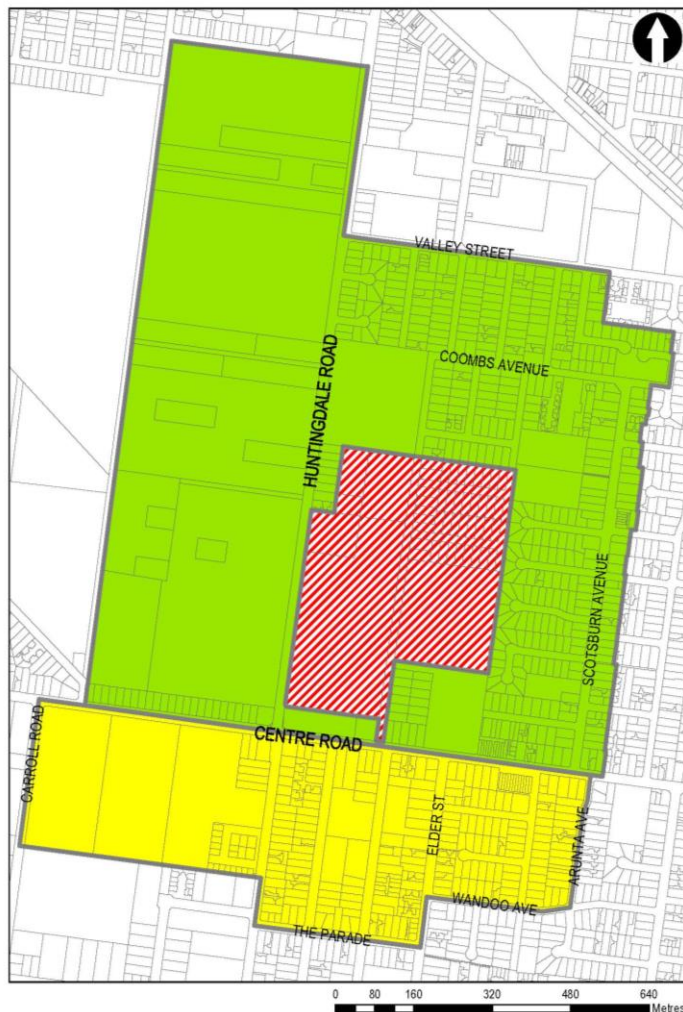 VALLEY STREET
COOMBS AVENUE
HUNTINGDALE ROAD
SCOTSBURN AVENUE
CENTRE ROAD
CARROLL ROAD
ELDER ST
ARUNTA AVE
WANDOO AVE
THE PARADE
0 80 160 320 480 640
Metres